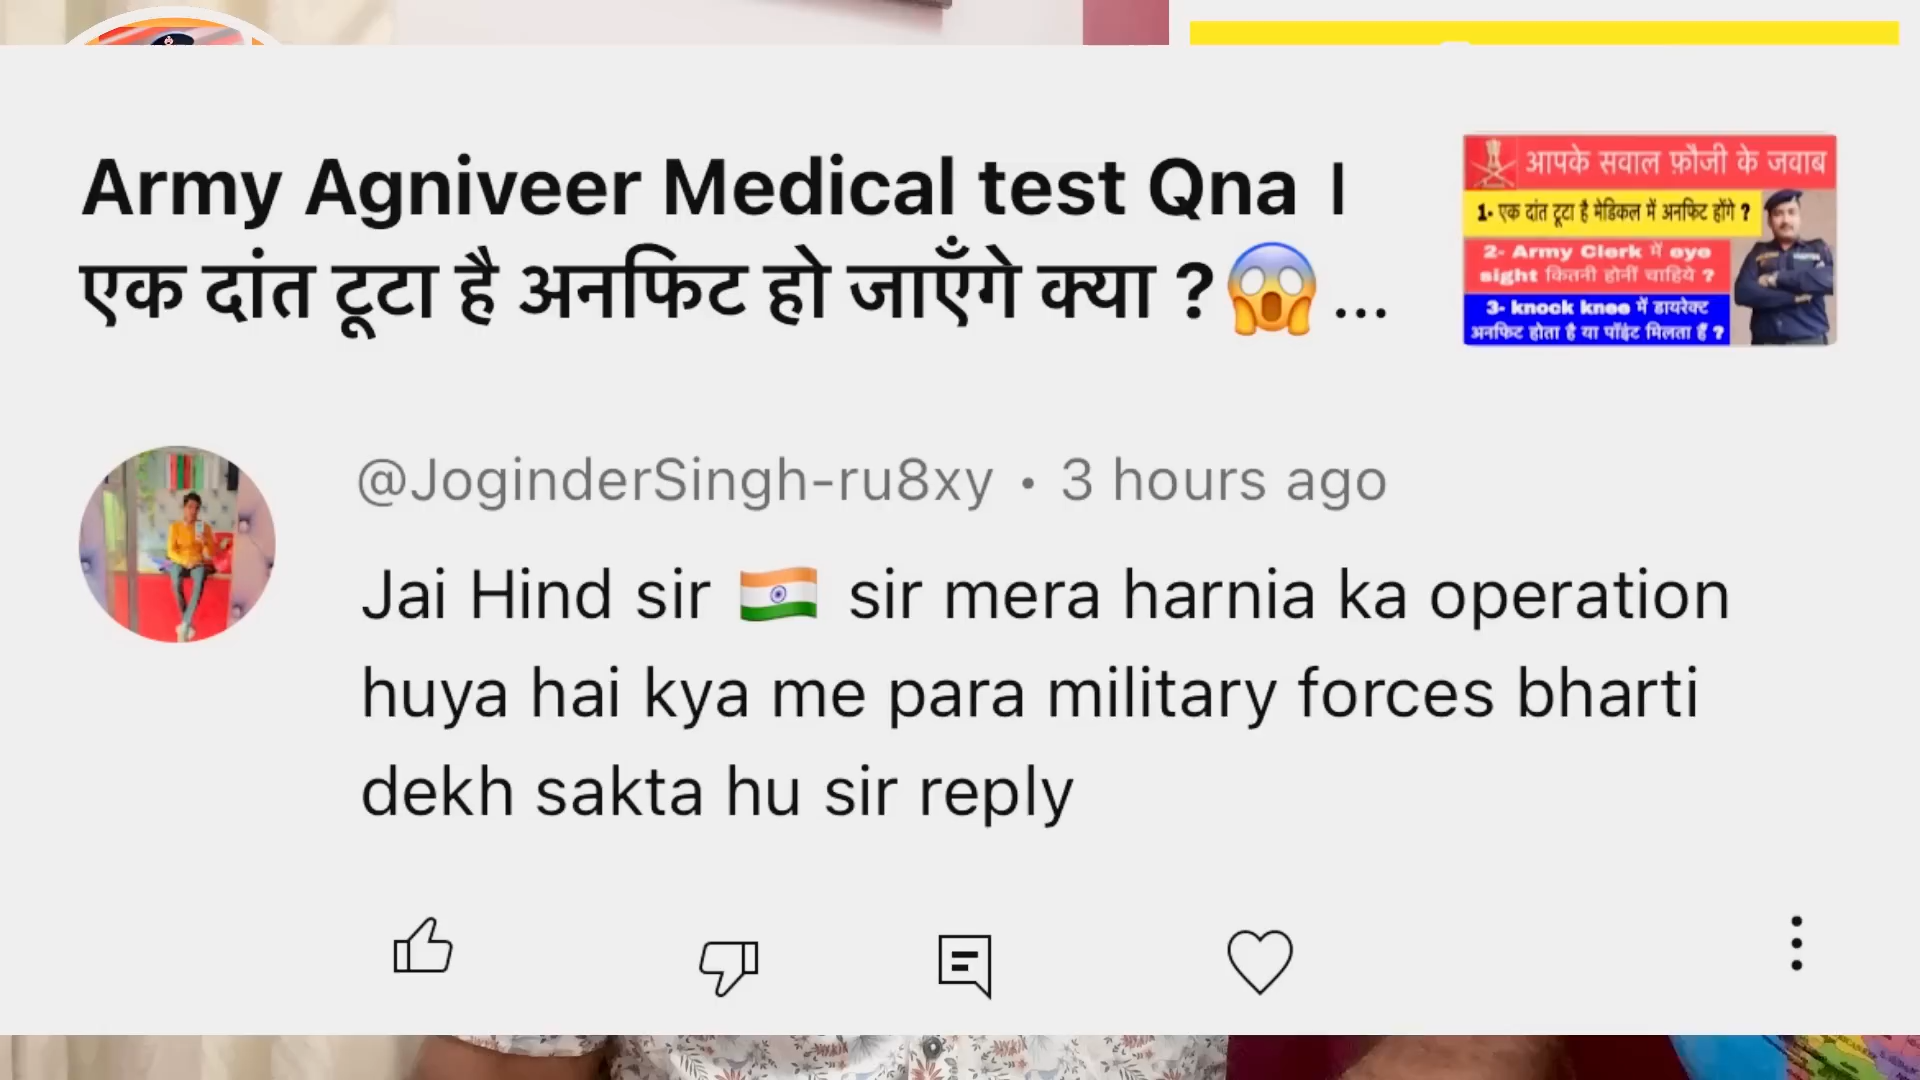 Army Agniveer Medical test Qna ।
एक दांत टूटा है अनफिट हो जाएँगे क्या ?😱...
आपके सवाल फ़ौजी के जवाब
1- एक दांत टूटा है मेडिकल में अनफिट होंगे ?
2- Army Clerk में eye
sight कितनी होनीं चाहिये ?
3- knock knee में डायरेक्ट
अनफिट होता है या पॉइंट मिलता हैं ?
@JoginderSingh-ru8xy • 3 hours ago
Jai Hind sir 🇮🇳 sir mera harnia ka operation
huya hai kya me para military forces bharti
dekh sakta hu sir reply